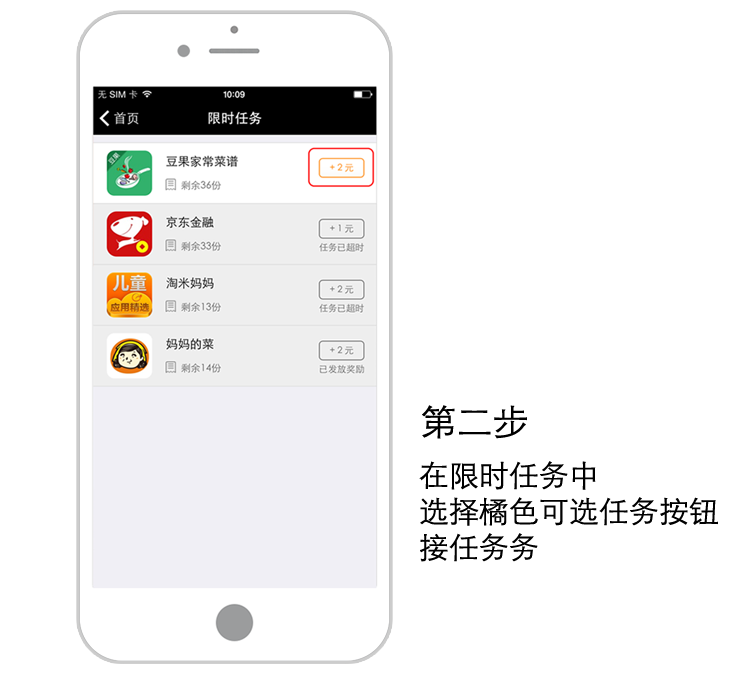 无 SIM 卡 10:09
首页 限时任务
豆果
豆果家常菜谱
+2元
剩余36份
京东金融
+1元
剩余33份
任务已超时
儿童
应用精选
淘米妈妈
+2元
剩余13份
任务已超时
妈妈的菜
+2元
剩余14份
已发放奖励
第二步
在限时任务中
选择橘色可选任务按钮
接任务务